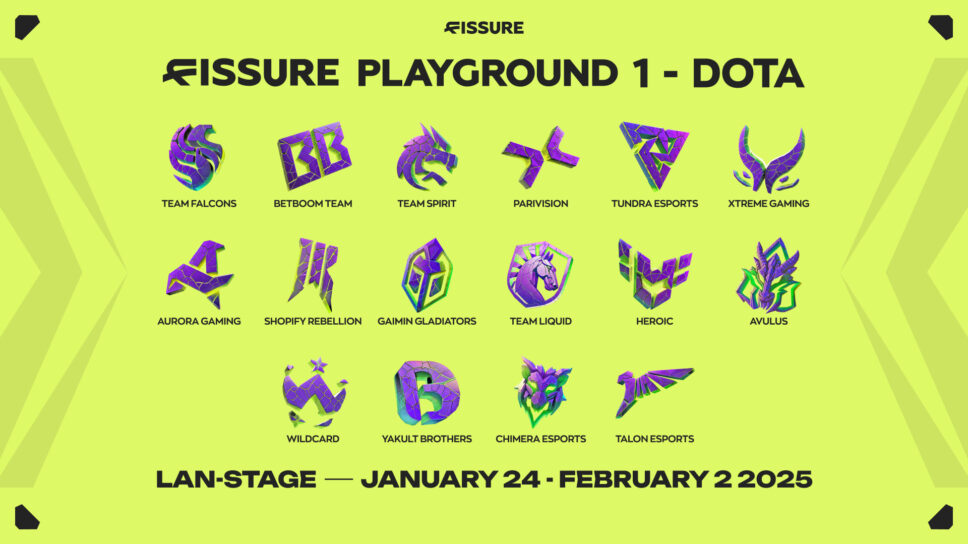 FISSURE
FISSURE PLAYGROUND 1 - DOTA
TEAM FALCONS
BETBOOM TEAM
TEAM SPIRIT
PARIVISION
TUNDRA ESPORTS
XTREME GAMING
AURORA GAMING
SHOPIFY REBELLION
GAIMIN GLADIATORS
TEAM LIQUID
HEROIC
AVULUS
WILDCARD
YAKULT BROTHERS
CHIMERA ESPORTS
TALON ESPORTS
LAN-STAGE — JANUARY 24 - FEBRUARY 2 2025